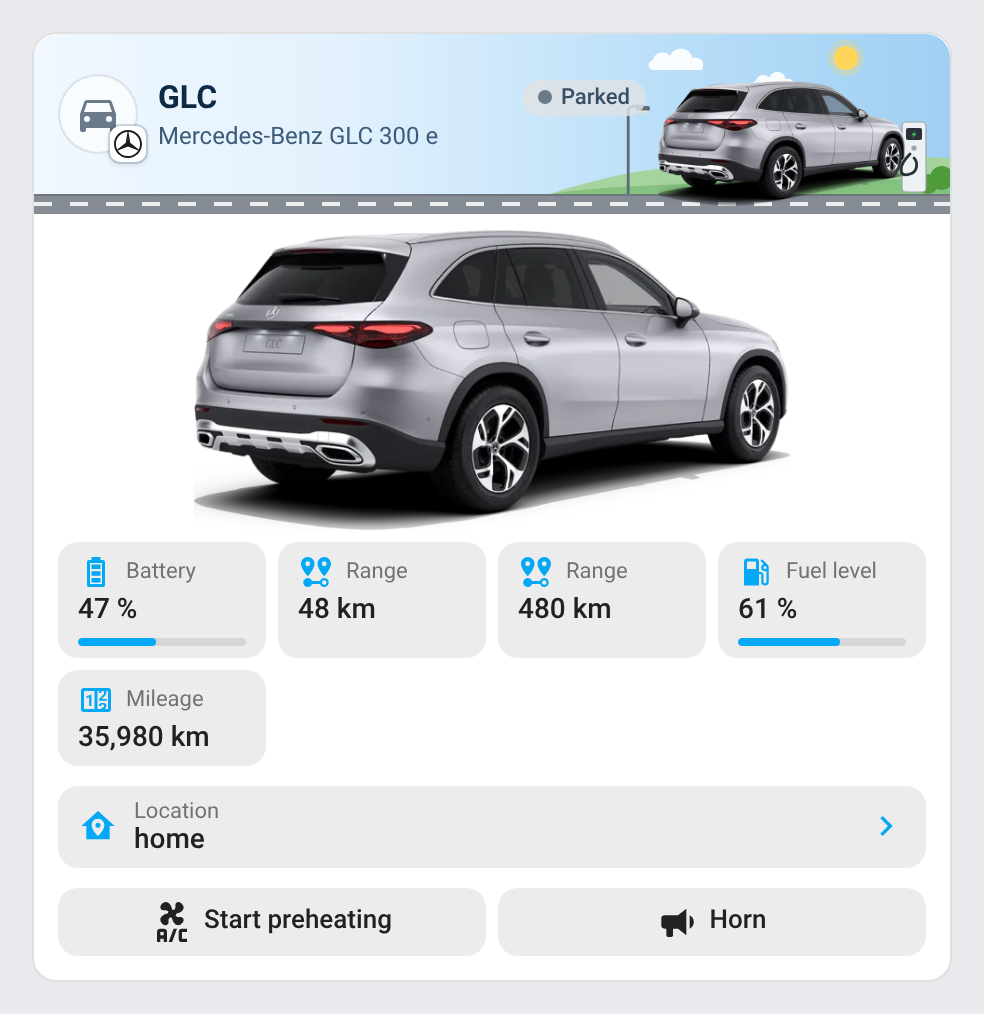 GLC
Mercedes-Benz GLC 300 e
Parked
GLC
Battery
47 %
Range
48 km
Range
480 km
Fuel level
61 %
Mileage
35,980 km
Location
home
A/C
Start preheating
Horn